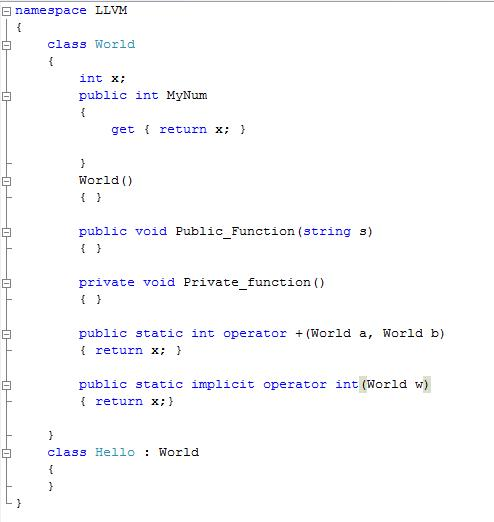 namespace LLVM
{
    class World
    {
        int x;
        public int MyNum
        {
            get { return x; }

        }
        World()
        { }

        public void Public_Function(string s)
        { }

        private void Private_function()
        { }

        public static int operator +(World a, World b)
        { return x; }

        public static implicit operator int(World w)
        { return x;}

    }
    class Hello : World
    {
    }
}